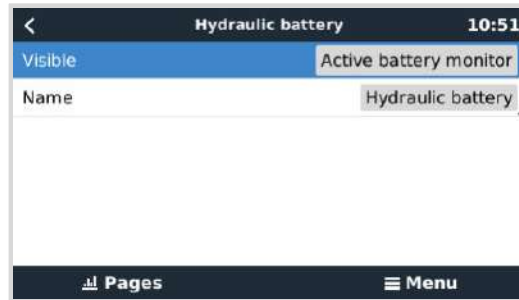 Hydraulic battery 10:51
Visible Active battery monitor
Name Hydraulic battery
Pages Menu